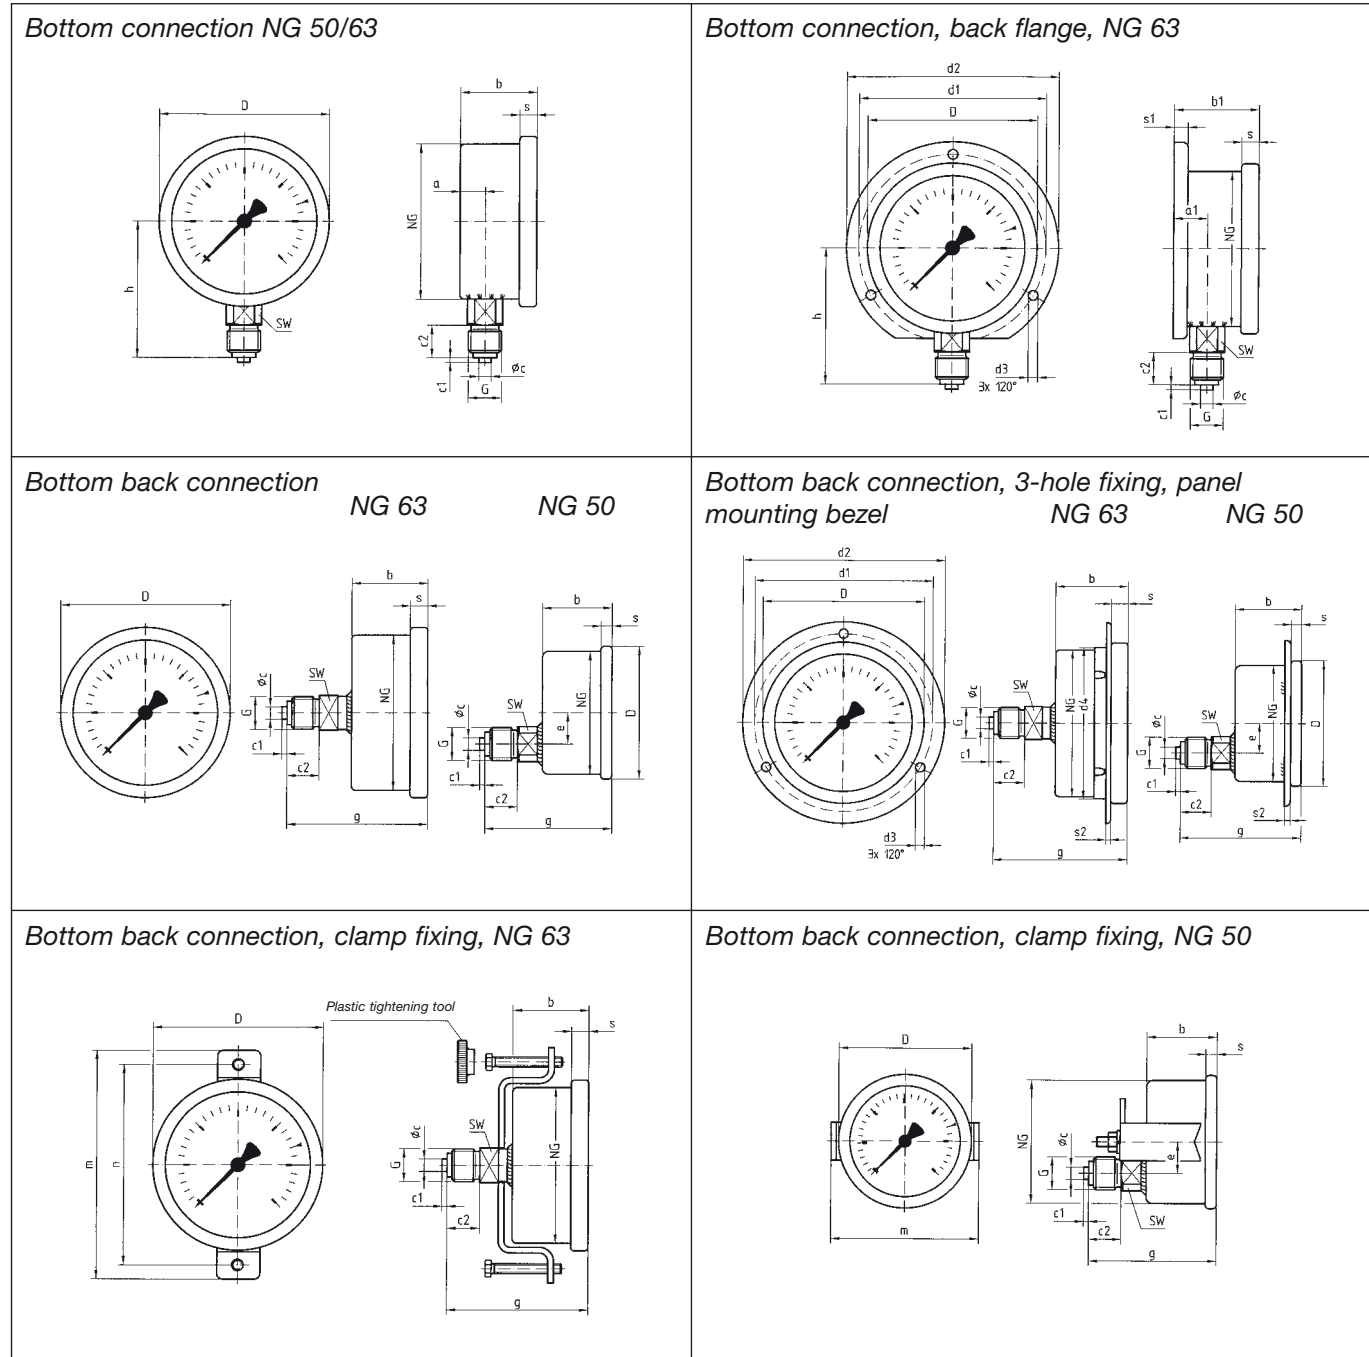 Bottom connection NG 50/63
D
h
SW
b
s
a
NG
c2
c1
øc
G
Bottom connection, back flange, NG 63
d2
d1
D
h
d3
3x 120°
b1
s1
s
a1
NG
SW
c2
c1
øc
G
Bottom back connection
NG 63
NG 50
D
b
s
øc
SW
G
NG
c1
c2
g
b
s
øc
SW
G
NG
e
D
c1
c2
g
Bottom back connection, 3-hole fixing, panel
mounting bezel
NG 63
NG 50
d2
d1
D
d3
3x 120°
b
s
øc
SW
G
NG
d4
c1
c2
s2
g
b
s
øc
SW
G
NG
e
D
c1
c2
s2
g
Bottom back connection, clamp fixing, NG 63
D
m
n
Plastic tightening tool
b
s
øc
SW
G
NG
c1
c2
g
Bottom back connection, clamp fixing, NG 50
D
m
b
s
NG
øc
G
e
c1
c2
SW
g